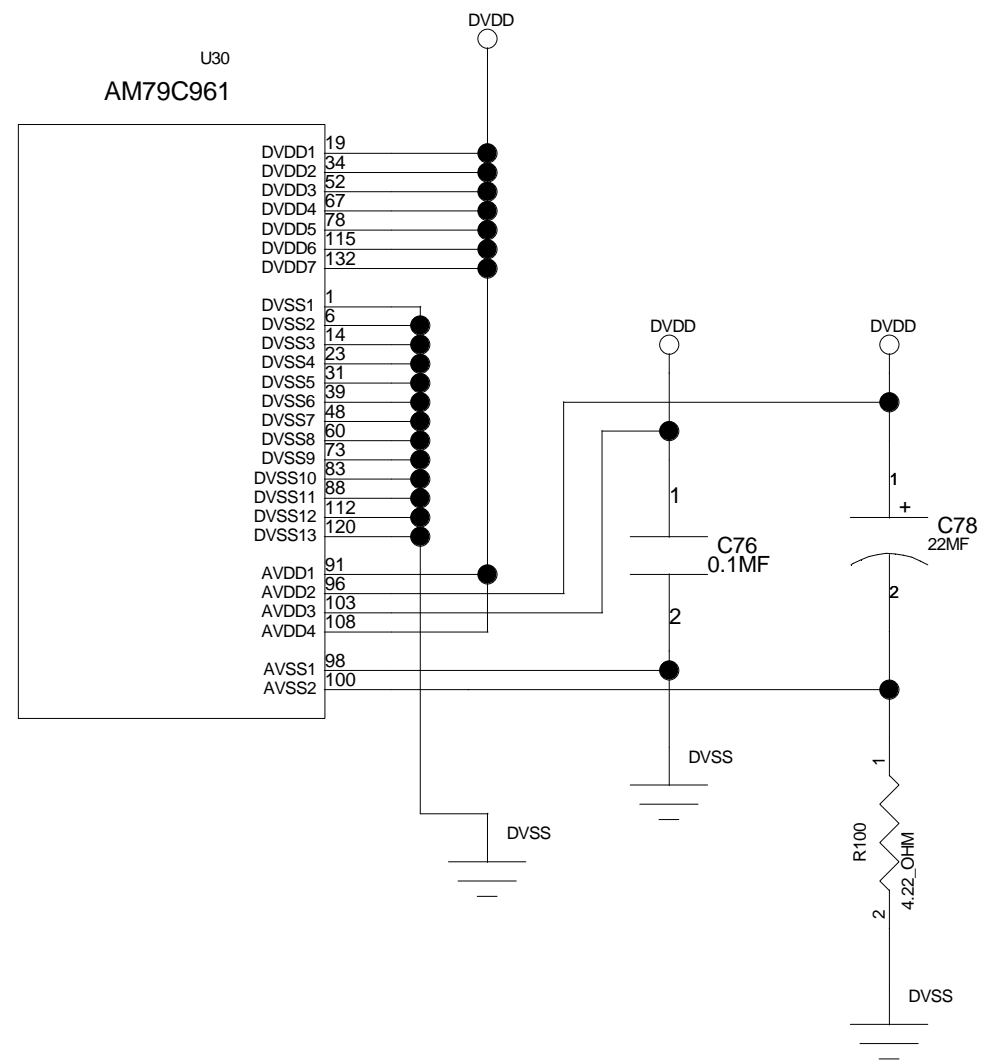 DVDD
U30
AM79C961
DVDD1 19
DVDD2 34
DVDD3 52
DVDD4 67
DVDD5 78
DVDD6 115
DVDD7 132
DVSS1 1
DVSS2 6
DVSS3 14
DVSS4 23
DVSS5 31
DVSS6 39
DVSS7 48
DVSS8 60
DVSS9 73
DVSS10 83
DVSS11 88
DVSS12 112
DVSS13 120
AVDD1 91
AVDD2 96
AVDD3 103
AVDD4 108
AVSS1 98
AVSS2 100
DVSS
DVDD
1
C76
0.1MF
2
DVSS
DVDD
1
+
C78
22MF
2
1
R100
4.22_OHM
2
DVSS